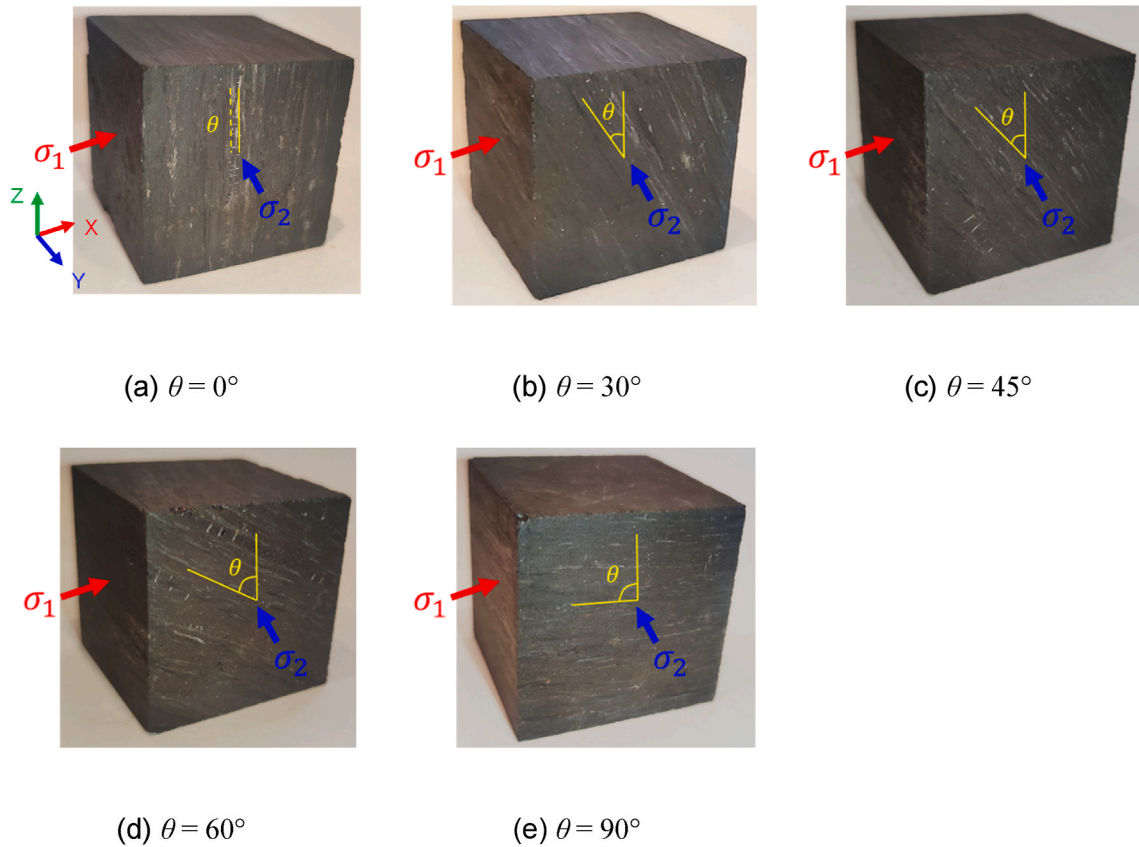 θ
σ₁
σ₂
Z
X
Y
θ
σ₁
σ₂
θ
σ₁
σ₂
(a) θ = 0°
(b) θ = 30°
(c) θ = 45°
θ
σ₁
σ₂
θ
σ₁
σ₂
(d) θ = 60°
(e) θ = 90°